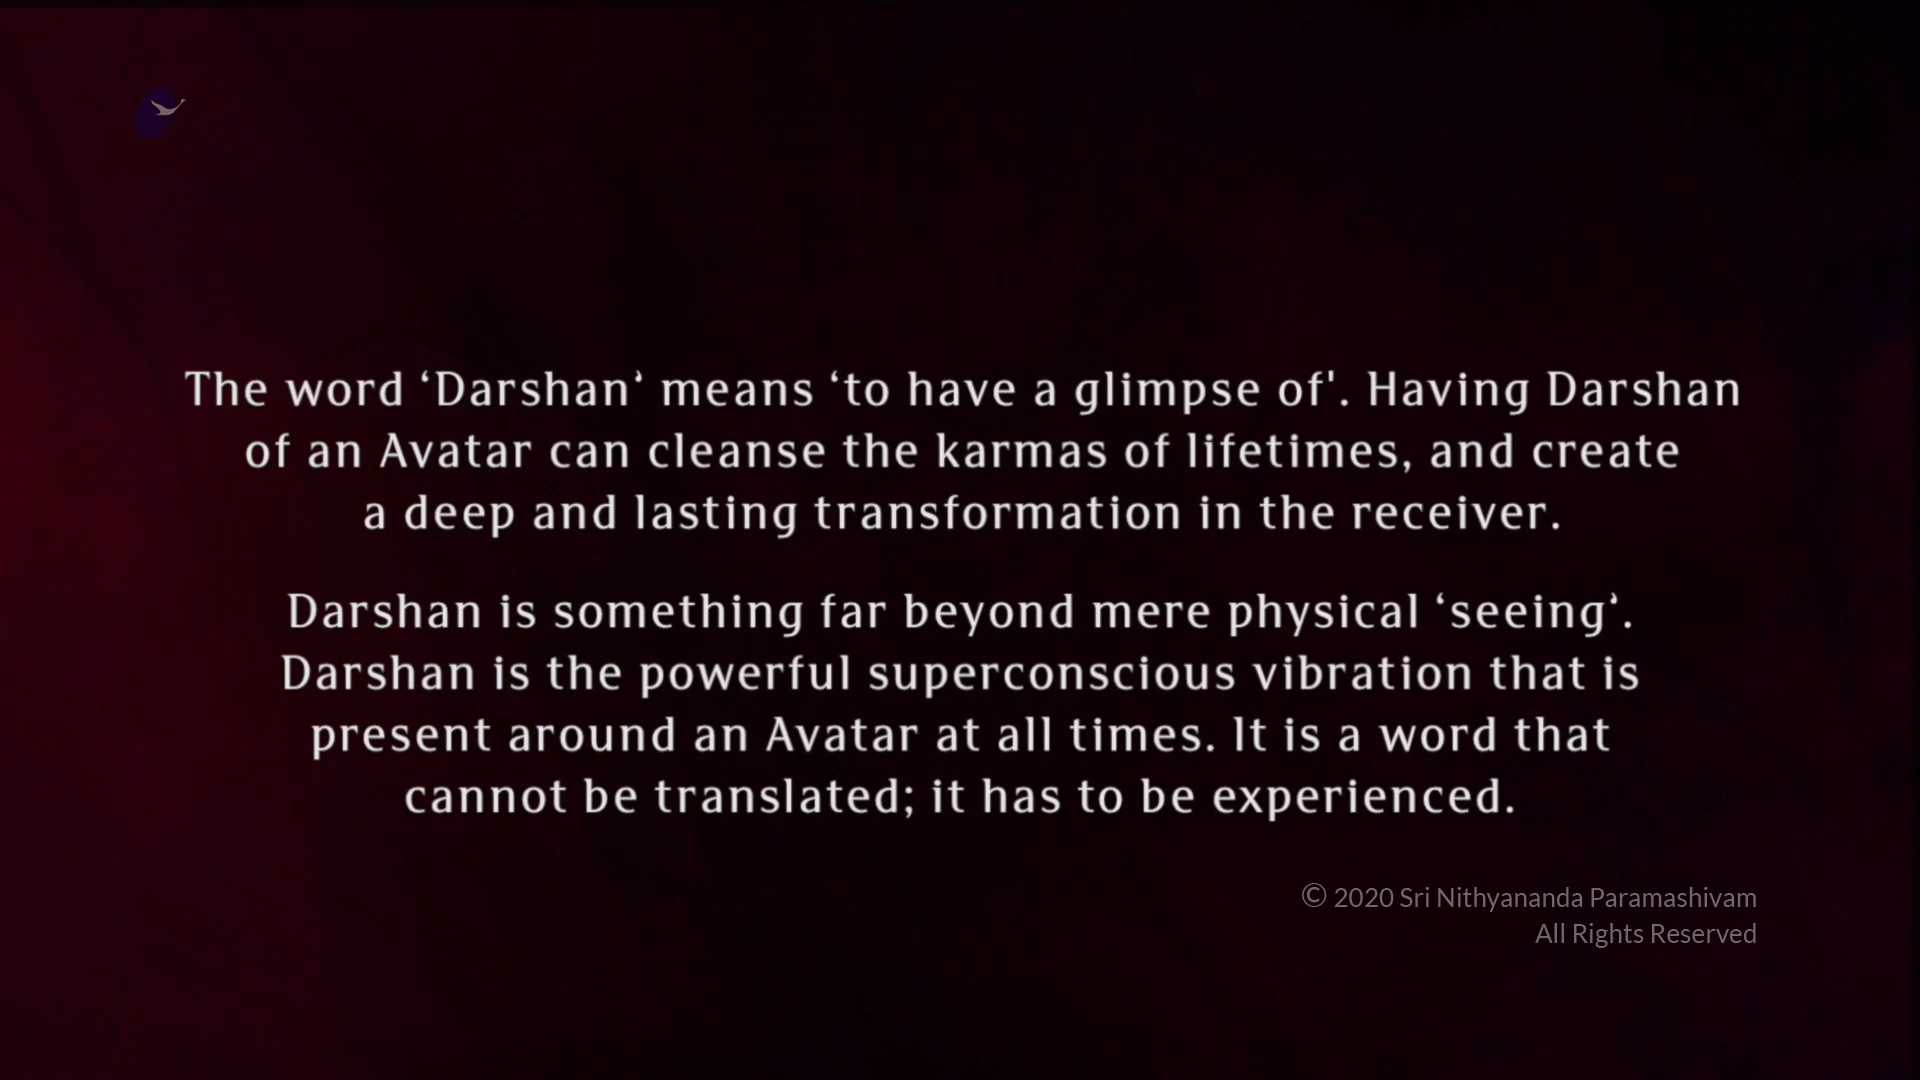 The word ‘Darshan’ means ‘to have a glimpse of'. Having Darshan
of an Avatar can cleanse the karmas of lifetimes, and create
a deep and lasting transformation in the receiver.
Darshan is something far beyond mere physical ‘seeing’.
Darshan is the powerful superconscious vibration that is
present around an Avatar at all times. It is a word that
cannot be translated; it has to be experienced.
© 2020 Sri Nithyananda Paramashivam
All Rights Reserved